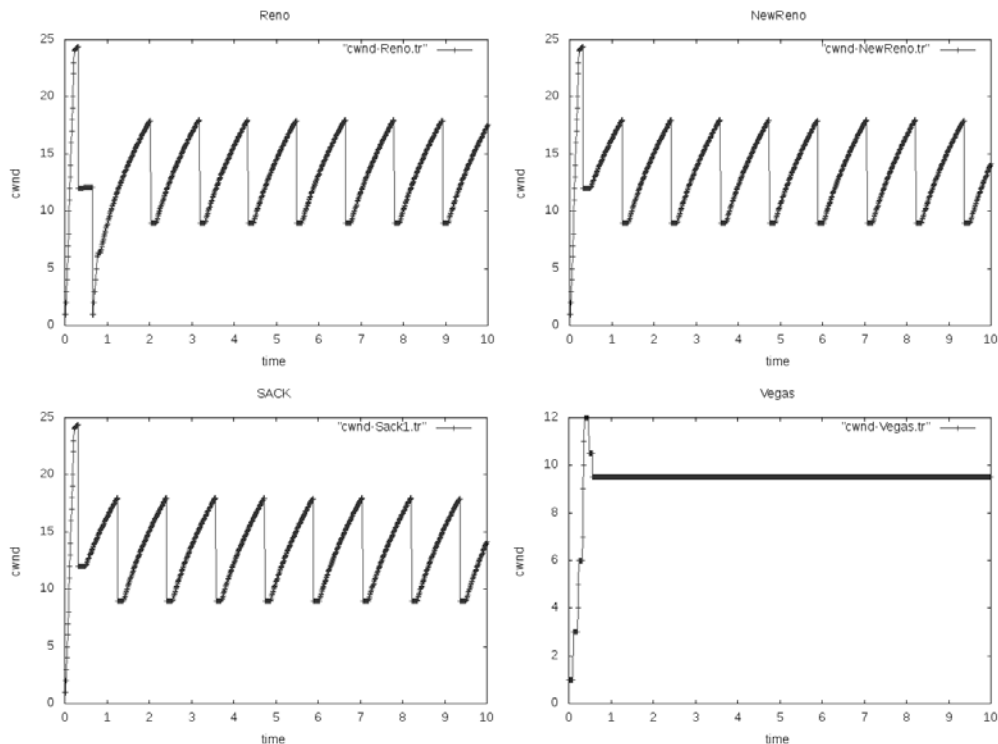 Reno
"cwnd-Reno.tr"
25
20
15
10
5
0
cwnd
0 1 2 3 4 5 6 7 8 9 10
time
NewReno
"cwnd-NewReno.tr"
25
20
15
10
5
0
cwnd
0 1 2 3 4 5 6 7 8 9 10
time
SACK
"cwnd-Sack1.tr"
25
20
15
10
5
0
cwnd
0 1 2 3 4 5 6 7 8 9 10
time
Vegas
"cwnd-Vegas.tr"
12
10
8
6
4
2
0
cwnd
0 1 2 3 4 5 6 7 8 9 10
time